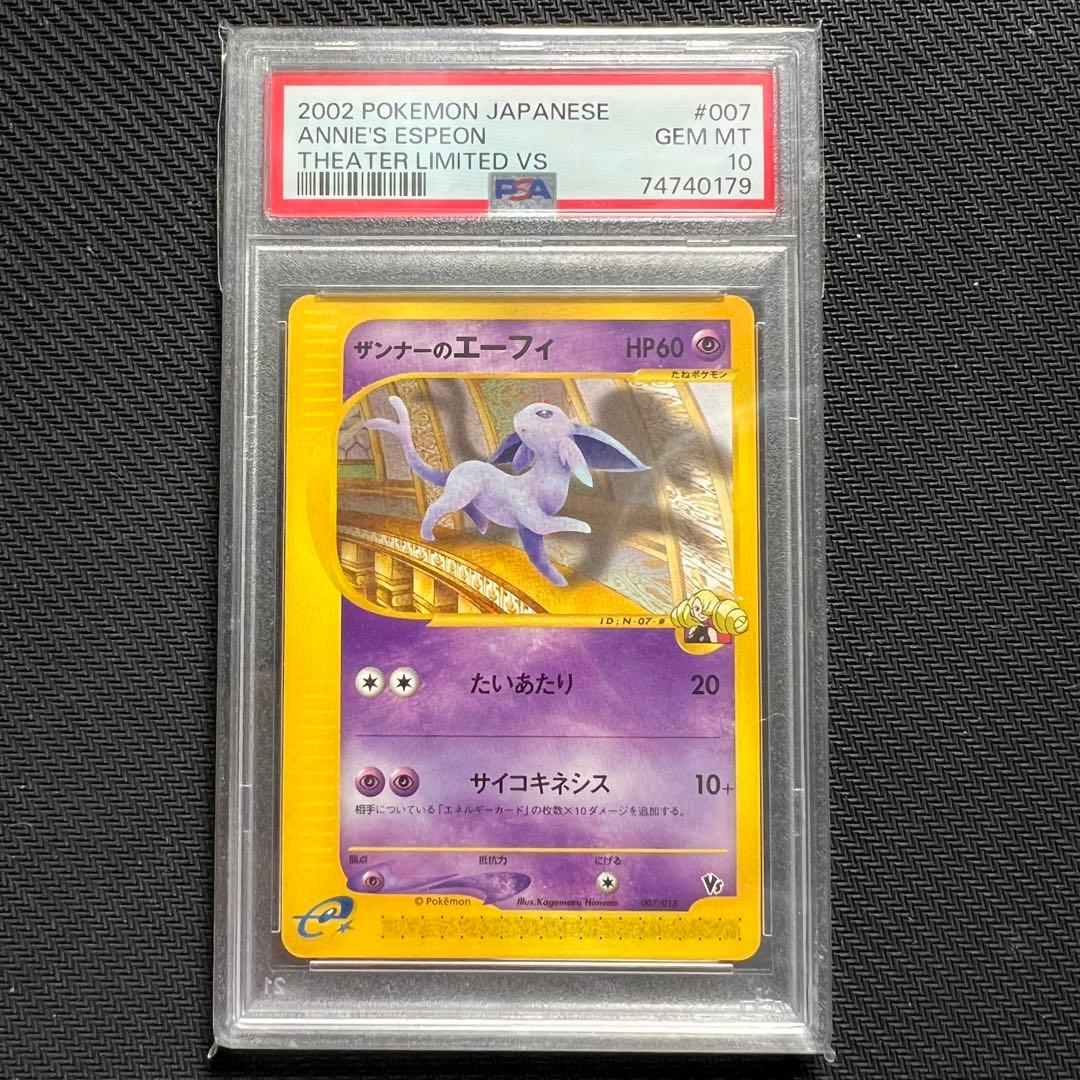 2002 POKEMON JAPANESE #007
ANNIE'S ESPEON GEM MT
THEATER LIMITED VS 10
PSA 74740179
ザンナーのエーフィ HP60
たねポケモン
ID:N-07-#
たいあたり 20
サイコキネシス 10+
相手についている「エネルギーカード」の枚数×10ダメージを追加する。
弱点 抵抗力 にげる
© Pokémon Illus.Kagemaru Himeno 007/018 VS
e
21